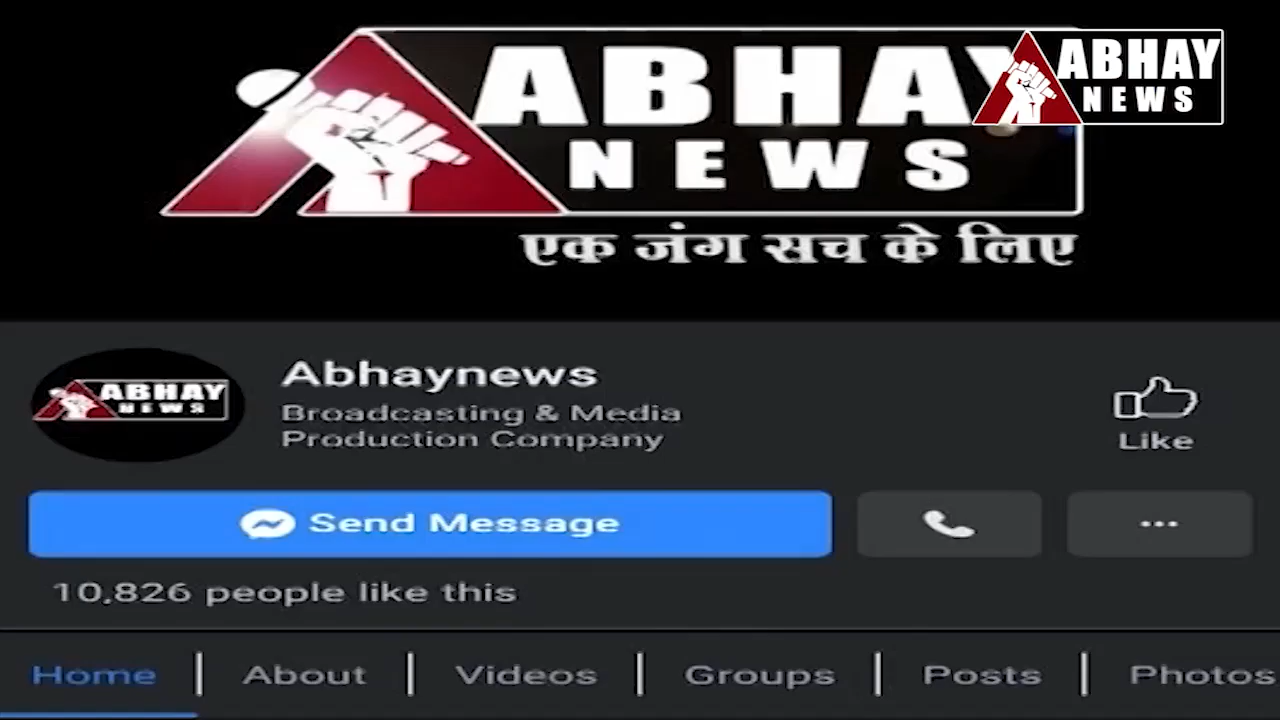 ABHAY
NEWS
ABHAY
NEWS
एक जंग सच के लिए
ABHAY
NEWS
Abhaynews
Broadcasting & Media
Production Company
Like
Send Message
10,826 people like this
Home
About
Videos
Groups
Posts
Photos